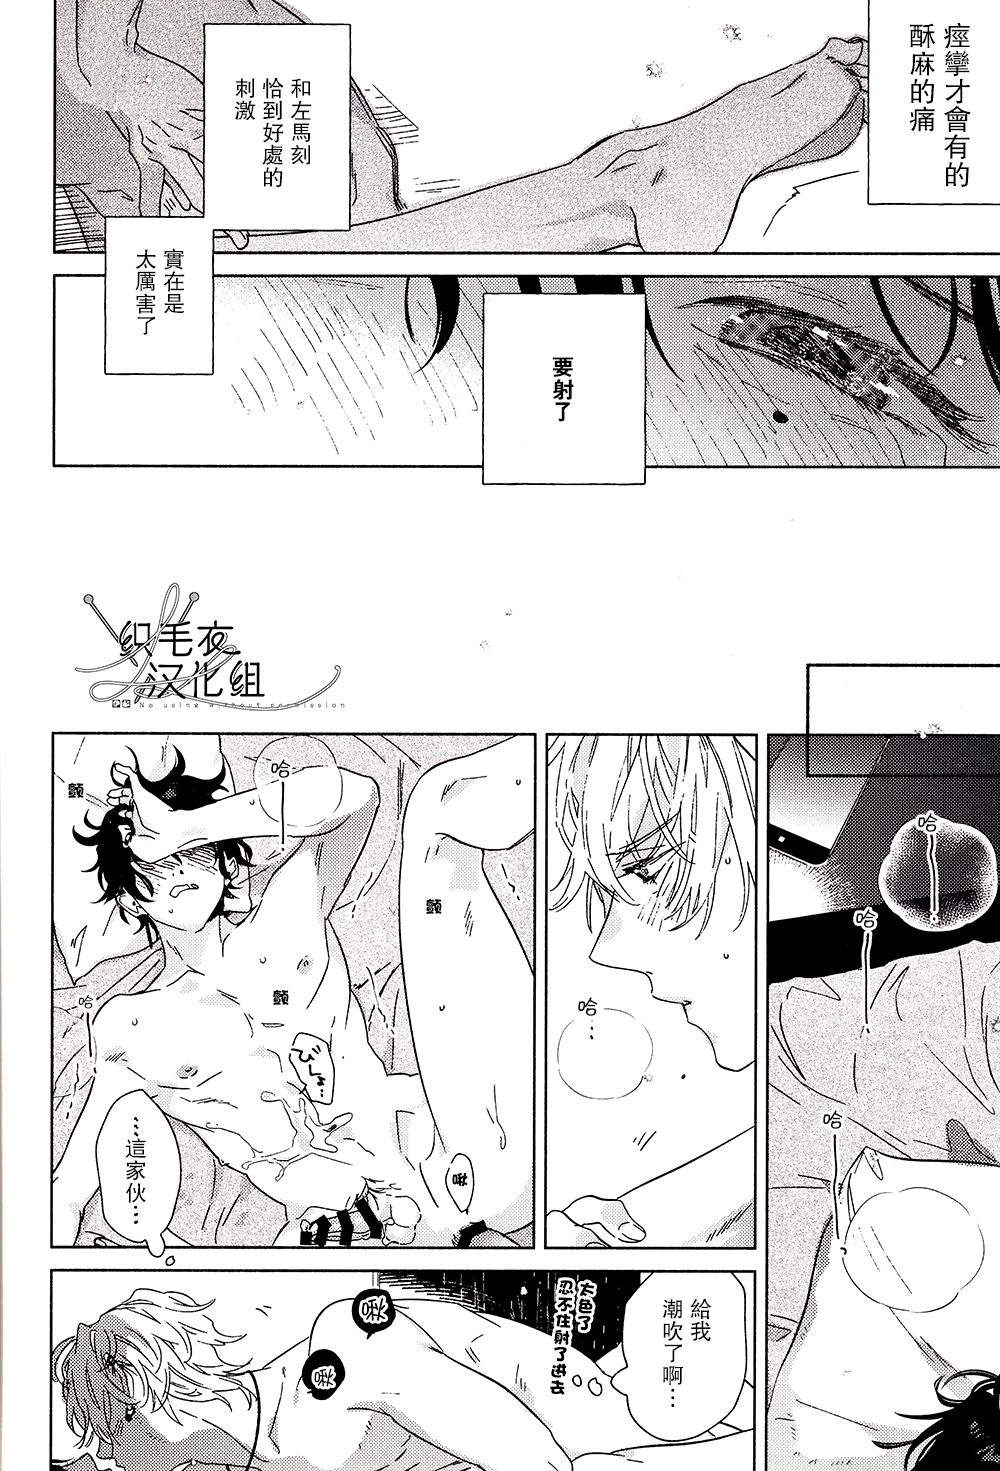 痙攣才會有的
酥麻的痛
和左馬刻
恰到好處的
刺激
實在是
太厲害了
要射了
织毛衣
汉化组
No using without permission
哈
哈
哈
哈
哈
顫
顫
顫
哈
びしょ…
啾
…這家伙…
給我
潮吹了啊…
太色了
忍不住射了進去
啾
啾